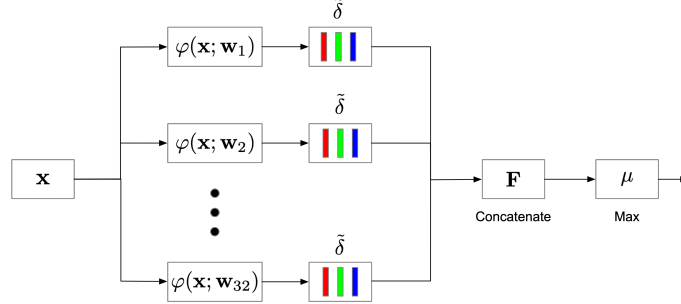 δ̃
φ(x; w₁)
δ̃
φ(x; w₂)
x
F
μ
Concatenate
Max
δ̃
φ(x; w₃₂)